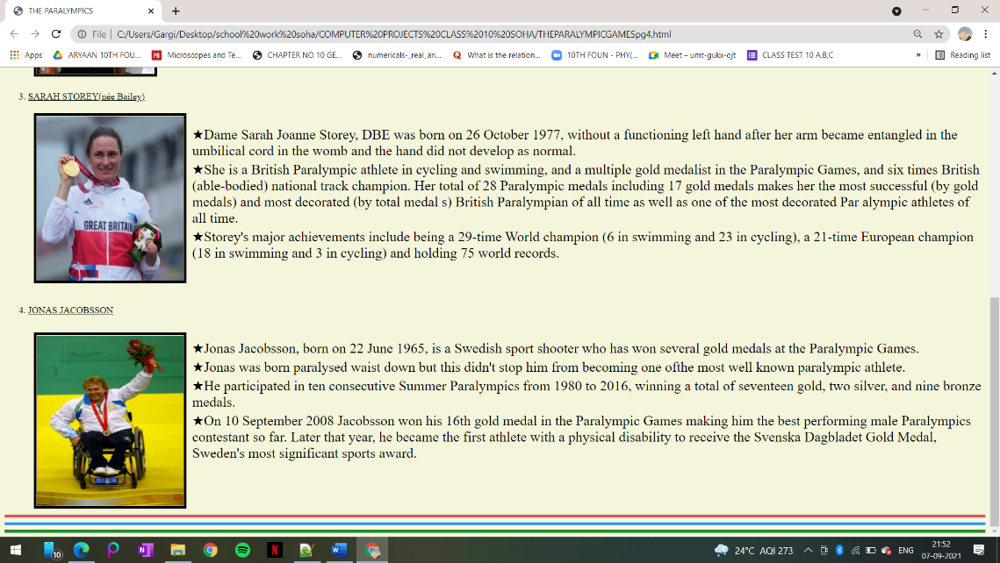 THE PARALYMPICS
File | C:/Users/Gargi/Desktop/school%20work%20soha/COMPUTER%20PROJECTS%20CLASS%2010%20SOHA/THEPARALYMPICGAMESpg4.html
Apps ARYAAN 10TH FOU... Microscopes and Te... CHAPTER NO 10 GE... numericals-_real_an... What is the relation... 10TH FOUN - PHY(... Meet – umt-gukx-ojt CLASS TEST 10 A,B,C » Reading list
3. SARAH STOREY(née Bailey)
★Dame Sarah Joanne Storey, DBE was born on 26 October 1977, without a functioning left hand after her arm became entangled in the
umbilical cord in the womb and the hand did not develop as normal.
★She is a British Paralympic athlete in cycling and swimming, and a multiple gold medalist in the Paralympic Games, and six times British
(able-bodied) national track champion. Her total of 28 Paralympic medals including 17 gold medals makes her the most successful (by gold
medals) and most decorated (by total medal s) British Paralympian of all time as well as one of the most decorated Par alympic athletes of
all time.
★Storey's major achievements include being a 29-time World champion (6 in swimming and 23 in cycling), a 21-time European champion
(18 in swimming and 3 in cycling) and holding 75 world records.
GREAT BRITAIN
4. JONAS JACOBSSON
★Jonas Jacobsson, born on 22 June 1965, is a Swedish sport shooter who has won several gold medals at the Paralympic Games.
★Jonas was born paralysed waist down but this didn't stop him from becoming one ofthe most well known paralympic athlete.
★He participated in ten consecutive Summer Paralympics from 1980 to 2016, winning a total of seventeen gold, two silver, and nine bronze
medals.
★On 10 September 2008 Jacobsson won his 16th gold medal in the Paralympic Games making him the best performing male Paralympics
contestant so far. Later that year, he became the first athlete with a physical disability to receive the Svenska Dagbladet Gold Medal,
Sweden's most significant sports award.
10 24°C AQI 273 ENG 21:52
07-09-2021